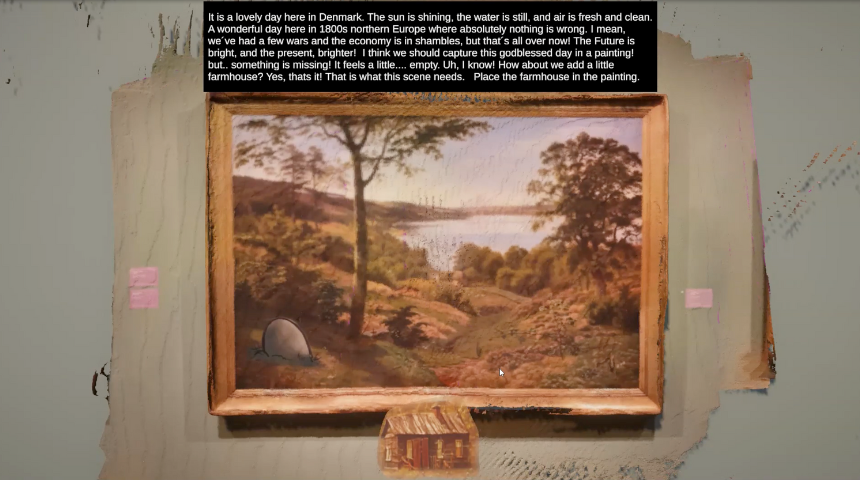 It is a lovely day here in Denmark. The sun is shining, the water is still, and air is fresh and clean.
A wonderful day here in 1800s northern Europe where absolutely nothing is wrong. I mean,
we´ve had a few wars and the economy is in shambles, but that´s all over now! The Future is
bright, and the present, brighter!  I think we should capture this godblessed day in a painting!
but.. something is missing! It feels a little.... empty. Uh, I know! How about we add a little
farmhouse? Yes, thats it! That is what this scene needs.   Place the farmhouse in the painting.